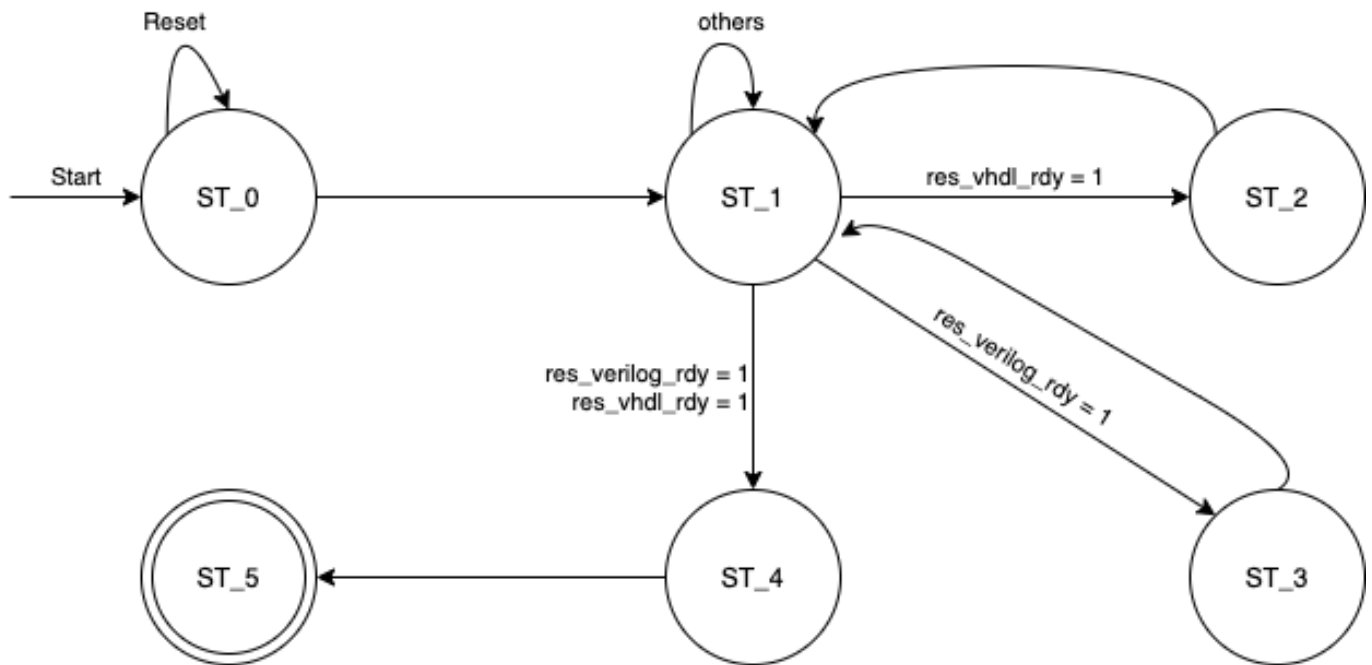 Reset
others
Start
ST_0
ST_1
res_vhdl_rdy = 1
ST_2
res_verilog_rdy = 1
res_verilog_rdy = 1
res_vhdl_rdy = 1
ST_5
ST_4
ST_3